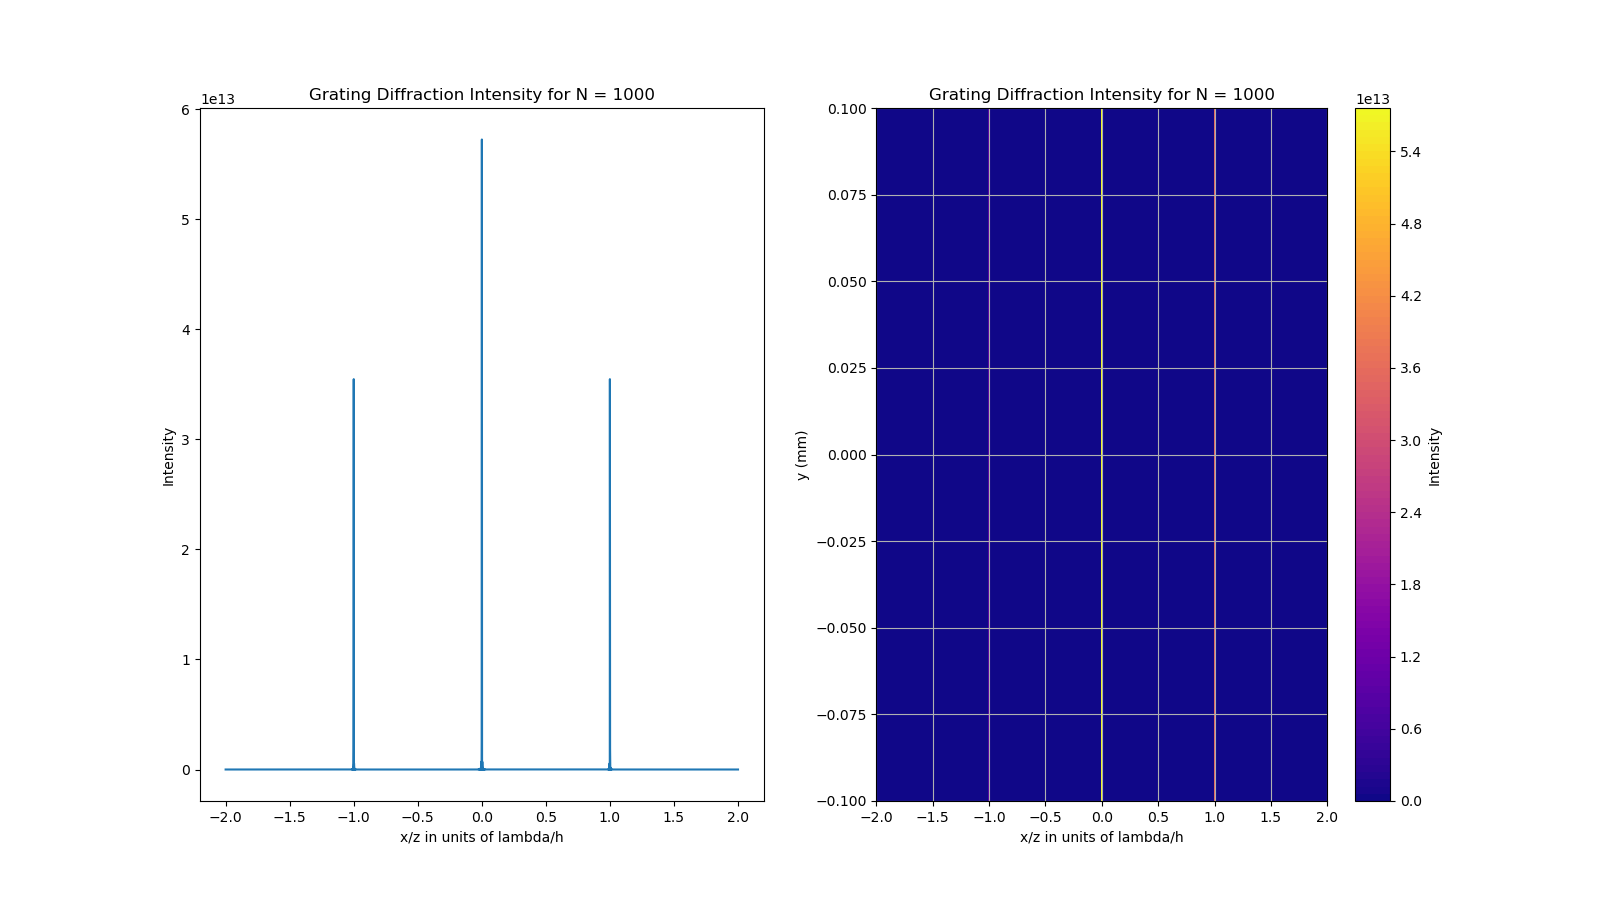 Grating Diffraction Intensity for N = 1000
1e13
6
5
4
3
2
1
0
Intensity
−2.0 −1.5 −1.0 −0.5 0.0 0.5 1.0 1.5 2.0
x/z in units of lambda/h
Grating Diffraction Intensity for N = 1000
0.100
0.075
0.050
0.025
0.000
−0.025
−0.050
−0.075
−0.100
y (mm)
−2.0 −1.5 −1.0 −0.5 0.0 0.5 1.0 1.5 2.0
x/z in units of lambda/h
1e13
5.4
4.8
4.2
3.6
3.0
2.4
1.8
1.2
0.6
0.0
Intensity